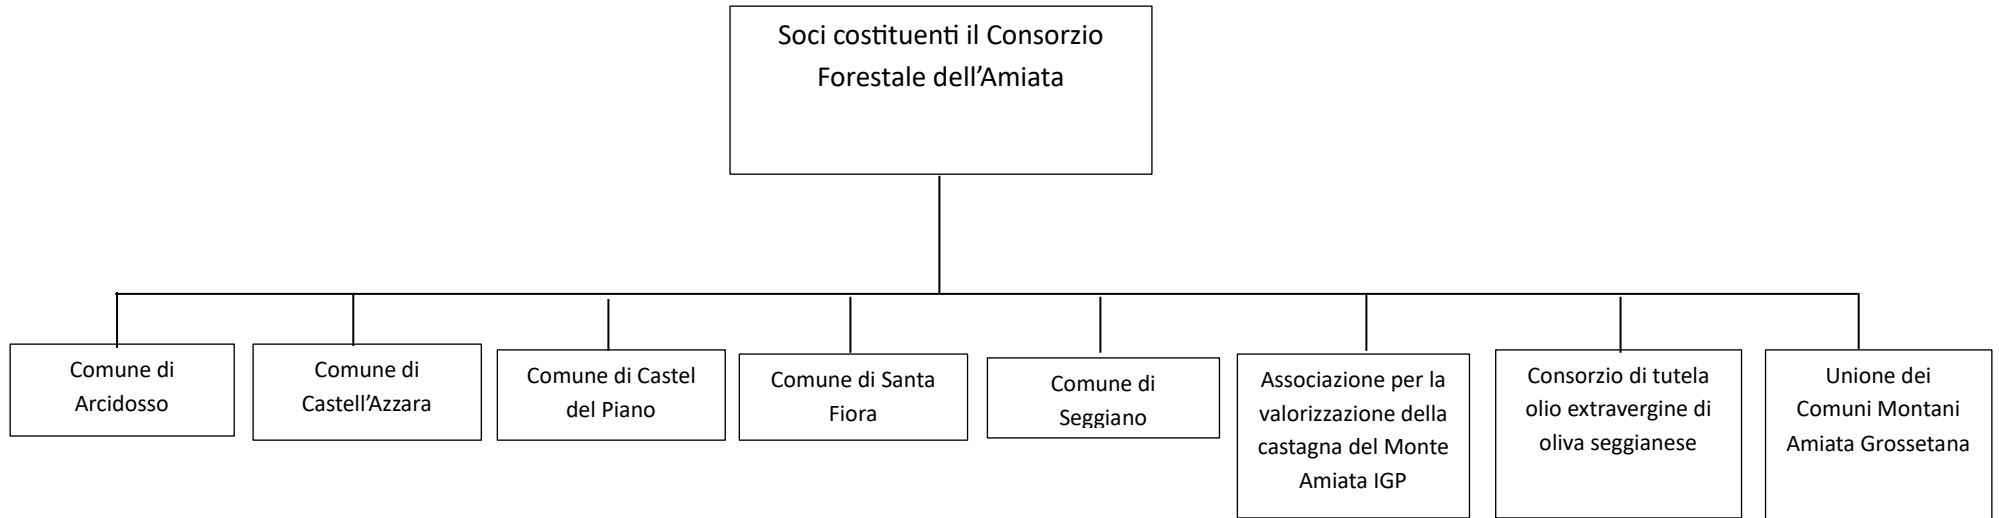 Soci costituenti il Consorzio
Forestale dell’Amiata
Comune di
Arcidosso
Comune di
Castell’Azzara
Comune di Castel
del Piano
Comune di Santa
Fiora
Comune di
Seggiano
Associazione per la
valorizzazione della
castagna del Monte
Amiata IGP
Consorzio di tutela
olio extravergine di
oliva seggianese
Unione dei
Comuni Montani
Amiata Grossetana